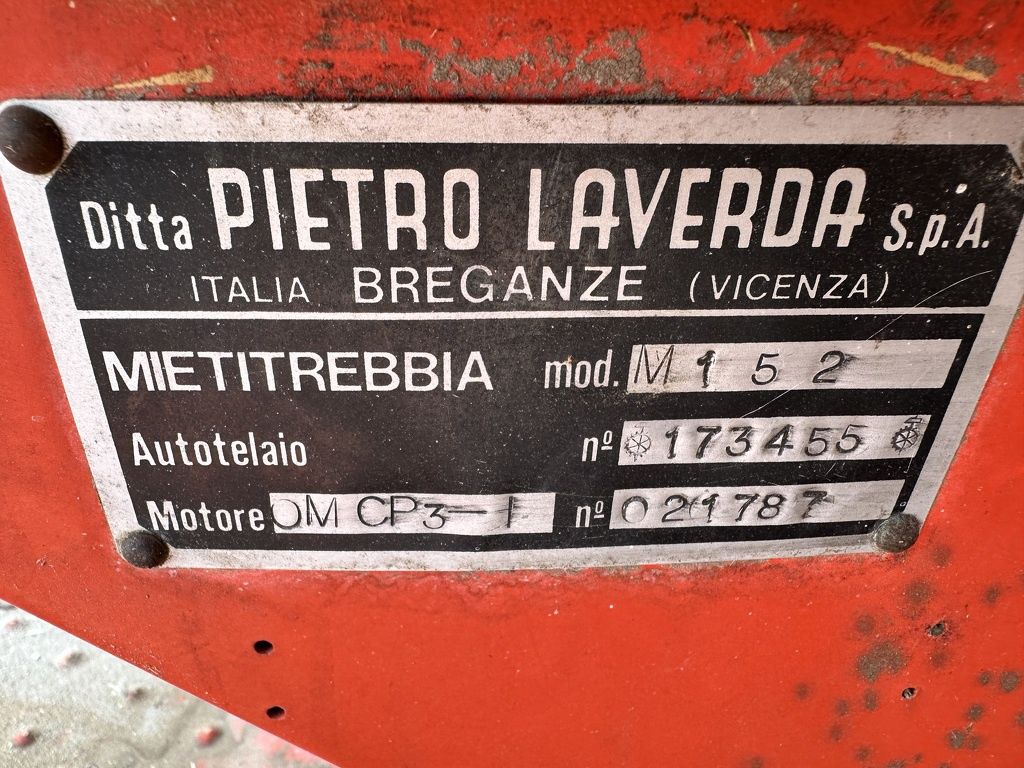 Ditta PIETRO LAVERDA S.p.A.
ITALIA BREGANZE (VICENZA)
MIETITREBBIA mod. M 1 5 2
Autotelaio nº 173455
Motore OM CP3-I nº 021787